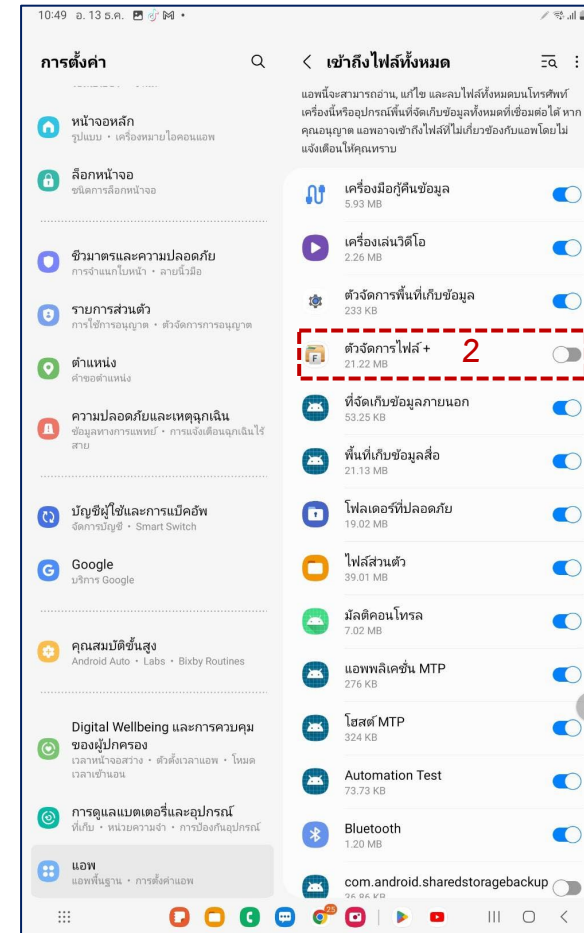 10:49 อ. 13 ธ.ค.
การตั้งค่า
หน้าจอหลัก
รูปแบบ • เครื่องหมายไอคอนแอพ
ล็อกหน้าจอ
ชนิดการล็อกหน้าจอ
ชีวมาตรและความปลอดภัย
การจำแนกใบหน้า • ลายนิ้วมือ
รายการส่วนตัว
การใช้การอนุญาต • ตัวจัดการการอนุญาต
ตำแหน่ง
คำขอตำแหน่ง
ความปลอดภัยและเหตุฉุกเฉิน
ข้อมูลทางการแพทย์ • การแจ้งเตือนฉุกเฉินไร้
สาย
บัญชีผู้ใช้และการแบ็คอัพ
จัดการบัญชี • Smart Switch
Google
บริการ Google
คุณสมบัติขั้นสูง
Android Auto • Labs • Bixby Routines
Digital Wellbeing และการควบคุม
ของผู้ปกครอง
เวลาหน้าจอสว่าง • ตัวตั้งเวลาแอพ • โหมด
เวลาเข้านอน
การดูแลแบตเตอรี่และอุปกรณ์
ที่เก็บ • หน่วยความจำ • การป้องกันอุปกรณ์
แอพ
แอพพื้นฐาน • การตั้งค่าแอพ
เข้าถึงไฟล์ทั้งหมด
แอพนี้จะสามารถอ่าน, แก้ไข และลบไฟล์ทั้งหมดบนโทรศัพท์
เครื่องนี้หรืออุปกรณ์พื้นที่จัดเก็บข้อมูลทั้งหมดที่เชื่อมต่อได้ หาก
คุณอนุญาต แอพอาจเข้าถึงไฟล์ที่ไม่เกี่ยวข้องกับแอพโดยไม่
แจ้งเตือนให้คุณทราบ
เครื่องมือกู้คืนข้อมูล
5.93 MB
เครื่องเล่นวิดีโอ
2.26 MB
ตัวจัดการพื้นที่เก็บข้อมูล
233 KB
ตัวจัดการไฟล์ + 2
21.22 MB
ที่จัดเก็บข้อมูลภายนอก
53.25 KB
พื้นที่เก็บข้อมูลสื่อ
21.13 MB
โฟลเดอร์ที่ปลอดภัย
19.02 MB
ไฟล์ส่วนตัว
39.01 MB
มัลติคอนโทรล
7.02 MB
แอพพลิเคชั่น MTP
276 KB
โฮสต์ MTP
324 KB
Automation Test
73.73 KB
Bluetooth
1.20 MB
com.android.sharedstoragebackup
36.86 KB
25